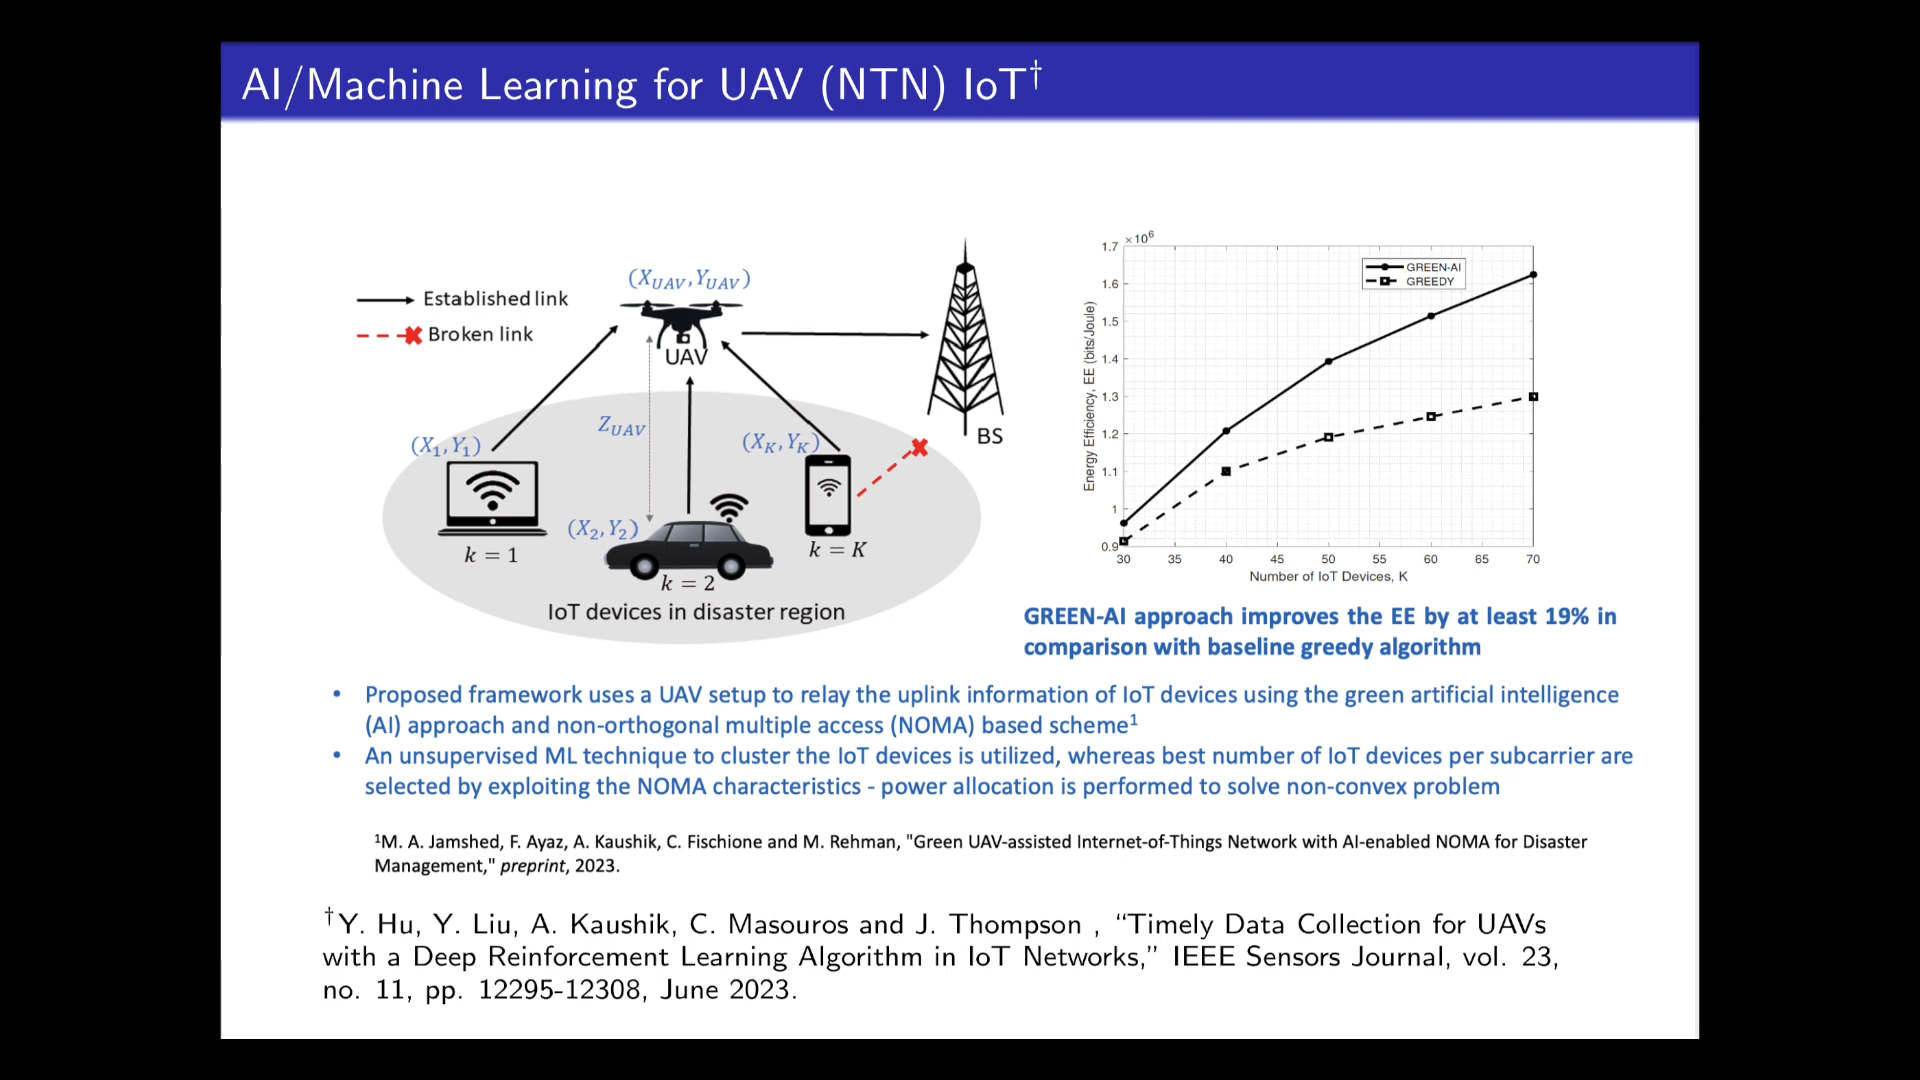 AI/Machine Learning for UAV (NTN) IoT†
Established link
Broken link
(X_UAV, Y_UAV)
UAV
Z_UAV
BS
(X₁, Y₁)
k = 1
(X₂, Y₂)
k = 2
(X_K, Y_K)
k = K
IoT devices in disaster region
×10⁶
1.7
1.6
1.5
1.4
1.3
1.2
1.1
1
0.9
Energy Efficiency, EE (bits/Joule)
GREEN-AI
GREEDY
30 35 40 45 50 55 60 65 70
Number of IoT Devices, K
GREEN-AI approach improves the EE by at least 19% in
comparison with baseline greedy algorithm
• Proposed framework uses a UAV setup to relay the uplink information of IoT devices using the green artificial intelligence
(AI) approach and non-orthogonal multiple access (NOMA) based scheme¹
• An unsupervised ML technique to cluster the IoT devices is utilized, whereas best number of IoT devices per subcarrier are
selected by exploiting the NOMA characteristics - power allocation is performed to solve non-convex problem
¹M. A. Jamshed, F. Ayaz, A. Kaushik, C. Fischione and M. Rehman, "Green UAV-assisted Internet-of-Things Network with AI-enabled NOMA for Disaster
Management," preprint, 2023.
†Y. Hu, Y. Liu, A. Kaushik, C. Masouros and J. Thompson , “Timely Data Collection for UAVs
with a Deep Reinforcement Learning Algorithm in IoT Networks,” IEEE Sensors Journal, vol. 23,
no. 11, pp. 12295-12308, June 2023.